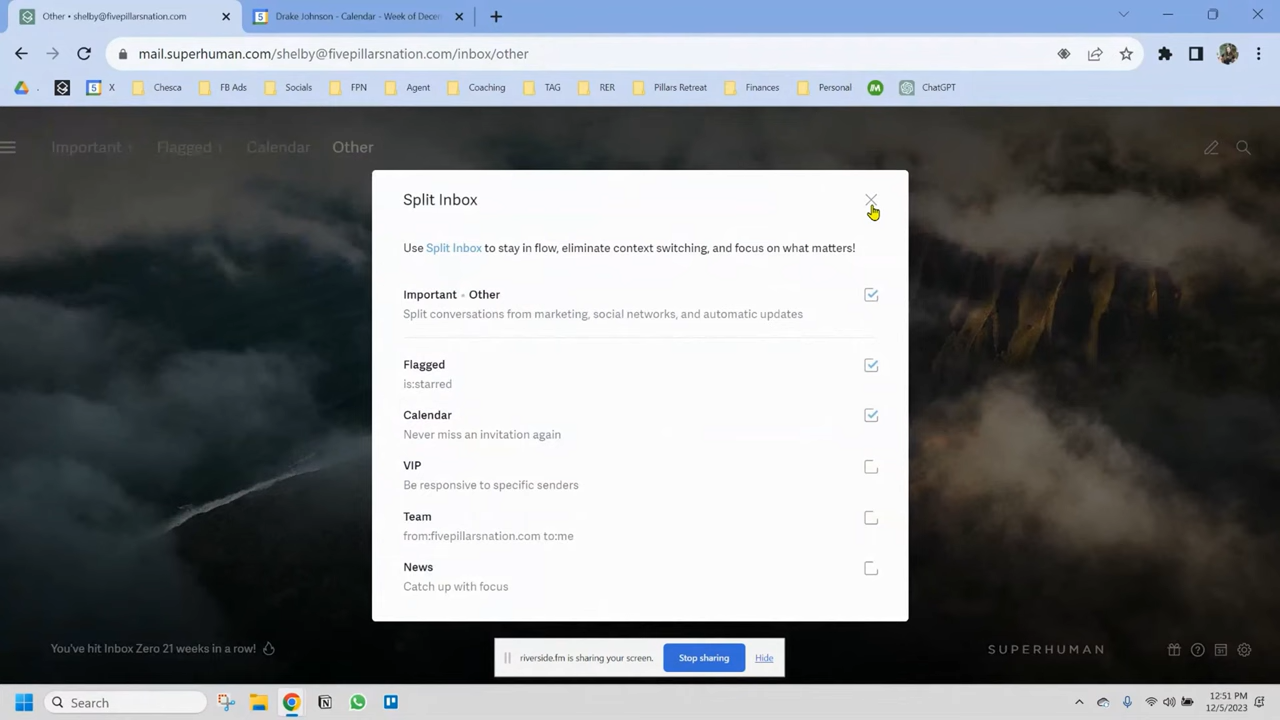 Other • shelby@fivepillarsnation.com
Drake Johnson - Calendar - Week of Decer
mail.superhuman.com/shelby@fivepillarsnation.com/inbox/other
X
Chesca
FB Ads
Socials
FPN
Agent
Coaching
TAG
RER
Pillars Retreat
Finances
Personal
ChatGPT
Important 1
Flagged 1
Calendar
Other
Split Inbox
Use Split Inbox to stay in flow, eliminate context switching, and focus on what matters!
Important • Other
Split conversations from marketing, social networks, and automatic updates
Flagged
is:starred
Calendar
Never miss an invitation again
VIP
Be responsive to specific senders
Team
from:fivepillarsnation.com to:me
News
Catch up with focus
You've hit Inbox Zero 21 weeks in a row!
SUPERHUMAN
riverside.fm is sharing your screen.
Stop sharing
Hide
Search
12:51 PM
12/5/2023